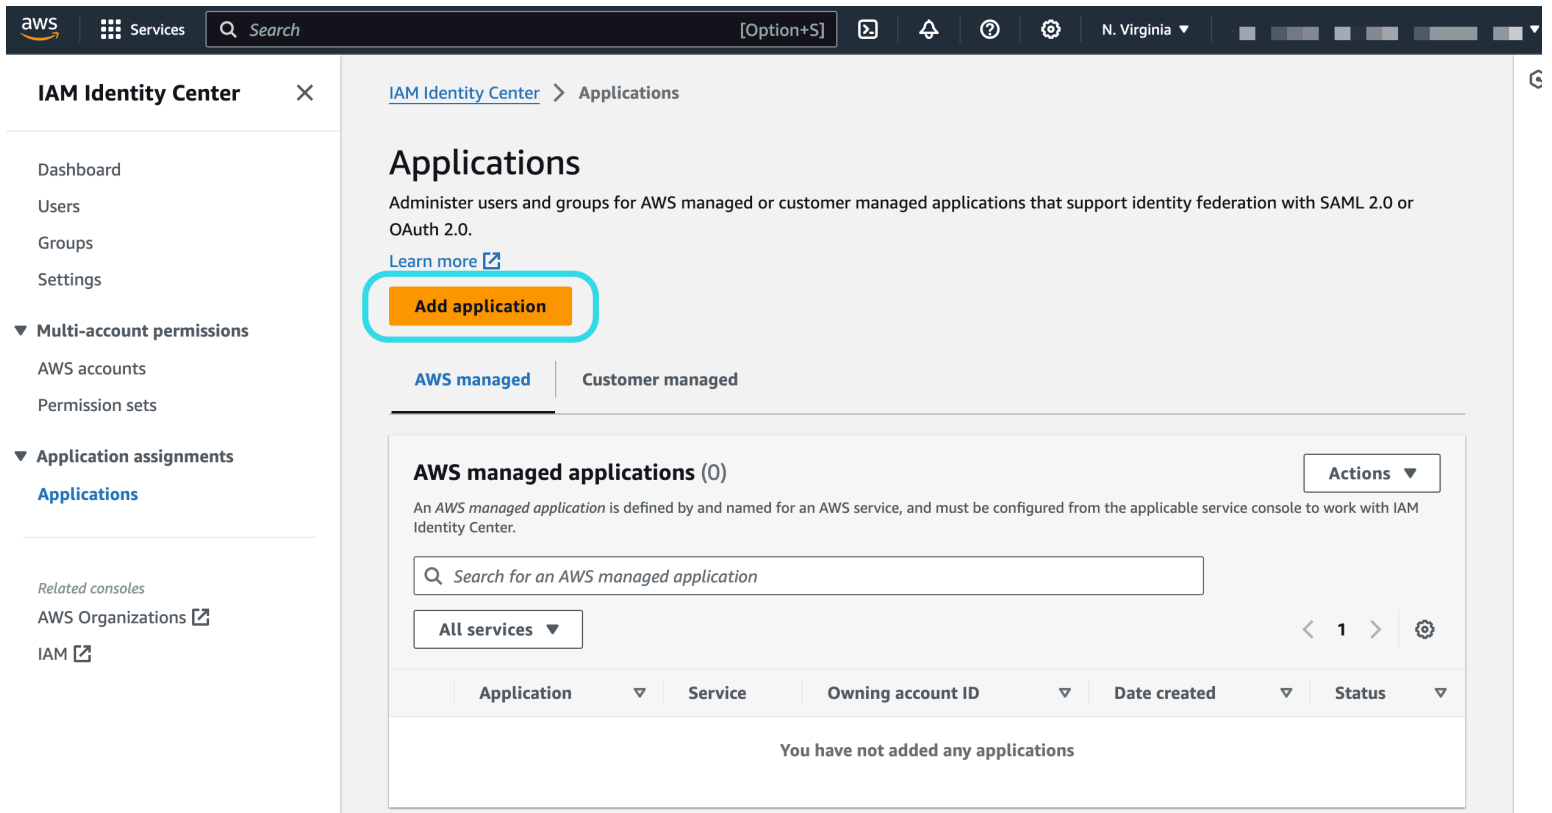 aws
Services
Search
[Option+S]
N. Virginia
IAM Identity Center
Dashboard
Users
Groups
Settings
Multi-account permissions
AWS accounts
Permission sets
Application assignments
Applications
Related consoles
AWS Organizations
IAM
IAM Identity Center
Applications
Applications
Administer users and groups for AWS managed or customer managed applications that support identity federation with SAML 2.0 or
OAuth 2.0.
Learn more
Add application
AWS managed
Customer managed
AWS managed applications (0)
Actions
An AWS managed application is defined by and named for an AWS service, and must be configured from the applicable service console to work with IAM
Identity Center.
Search for an AWS managed application
All services
1
Application
Service
Owning account ID
Date created
Status
You have not added any applications